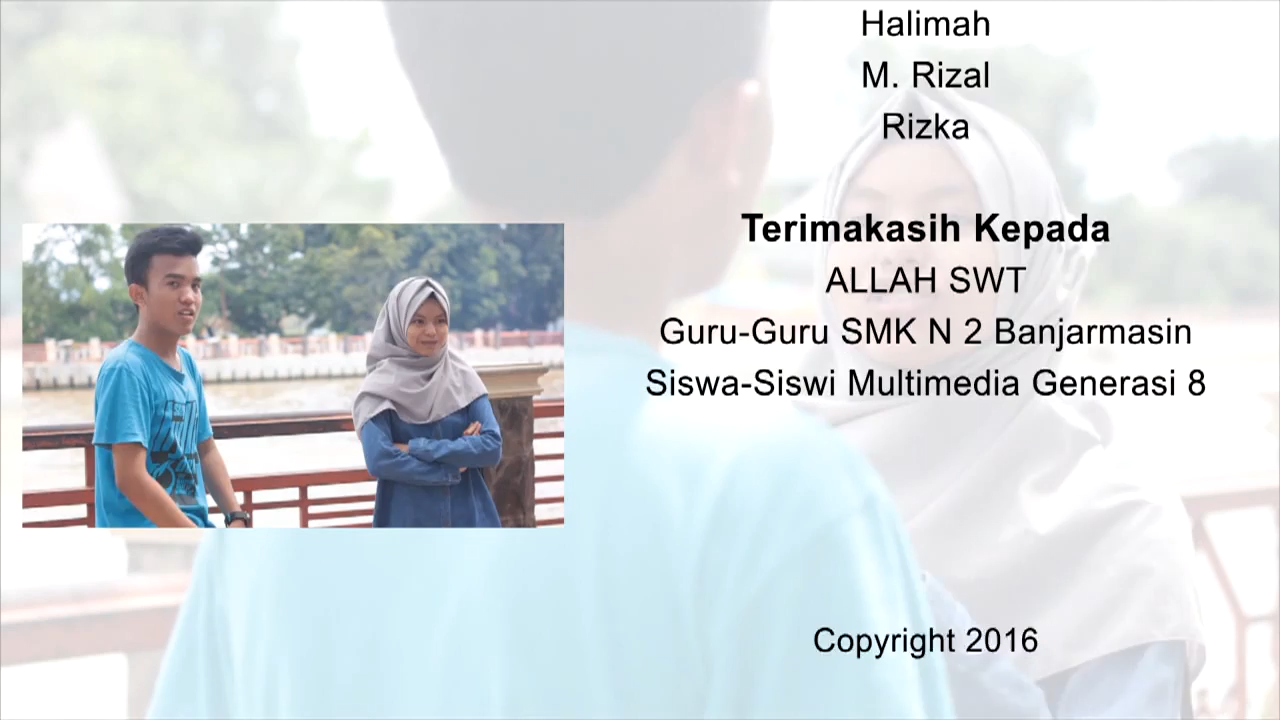 Halimah
M. Rizal
Rizka
Terimakasih Kepada
ALLAH SWT
Guru-Guru SMK N 2 Banjarmasin
Siswa-Siswi Multimedia Generasi 8
Copyright 2016